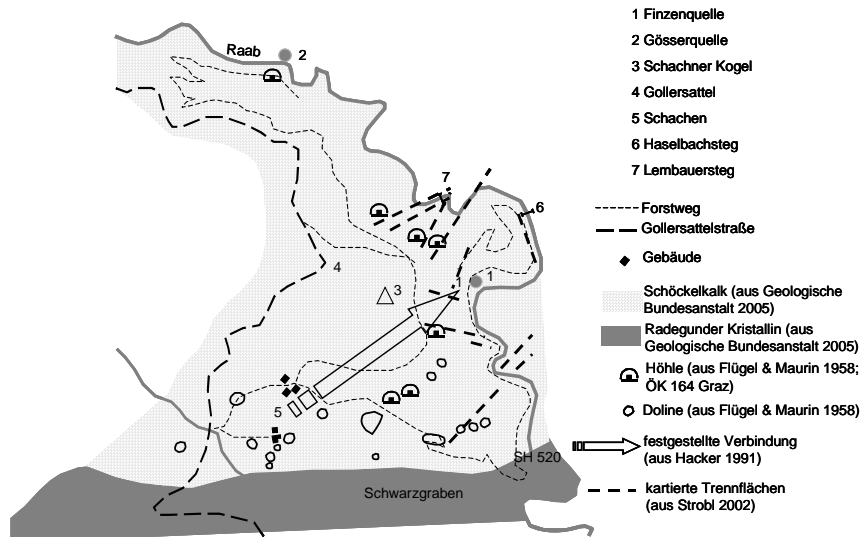 Raab
2
7
6
4
3
1
5
SH 520
Schwarzgraben
1 Finzenquelle
2 Gösserquelle
3 Schachner Kogel
4 Gollersattel
5 Schachen
6 Haselbachsteg
7 Lernbauersteg
Forstweg
Gollersattelstraße
Gebäude
Schöckelkalk (aus Geologische
Bundesanstalt 2005)
Radegunder Kristallin (aus
Geologische Bundesanstalt 2005)
Höhle (aus Flügel & Maurin 1958;
ÖK 164 Graz)
Doline (aus Flügel & Maurin 1958)
festgestellte Verbindung
(aus Hacker 1991)
kartierte Trennflächen
(aus Strobl 2002)